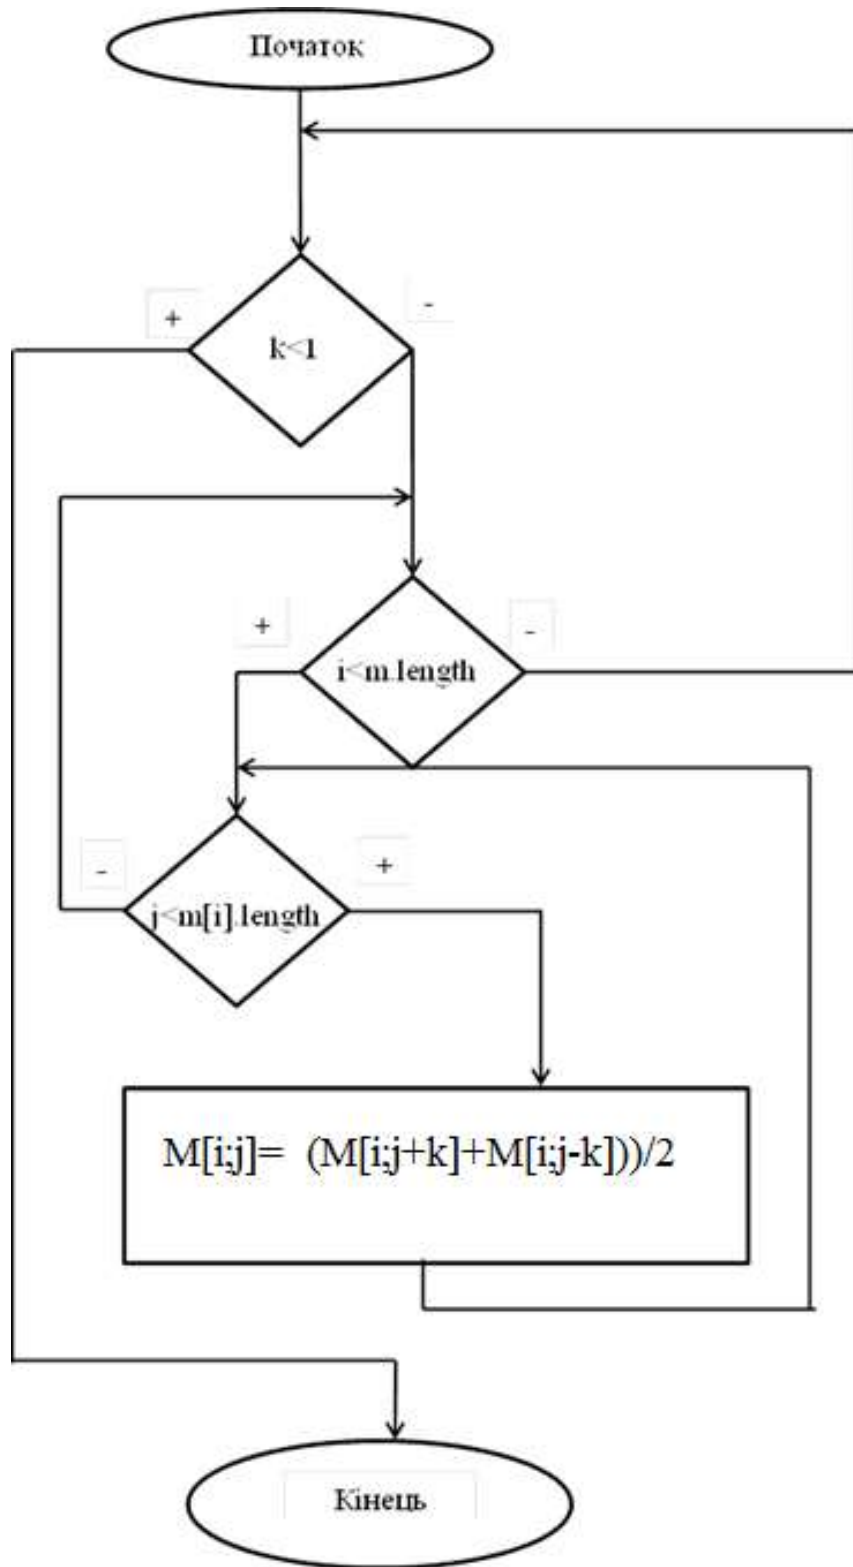 Початок
+
-
k<1
+
-
i<m.length
-
+
j<m[i].length
M[i;j]= (M[i;j+k]+M[i;j-k]))/2
Кінець